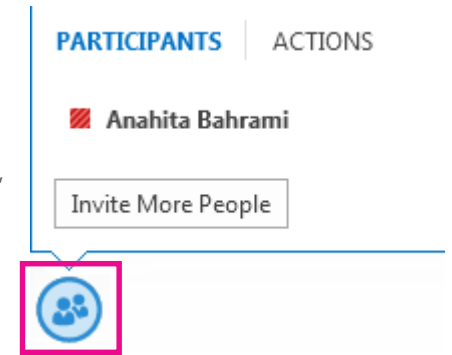 PARTICIPANTS ACTIONS
Anahita Bahrami
,
Invite More People